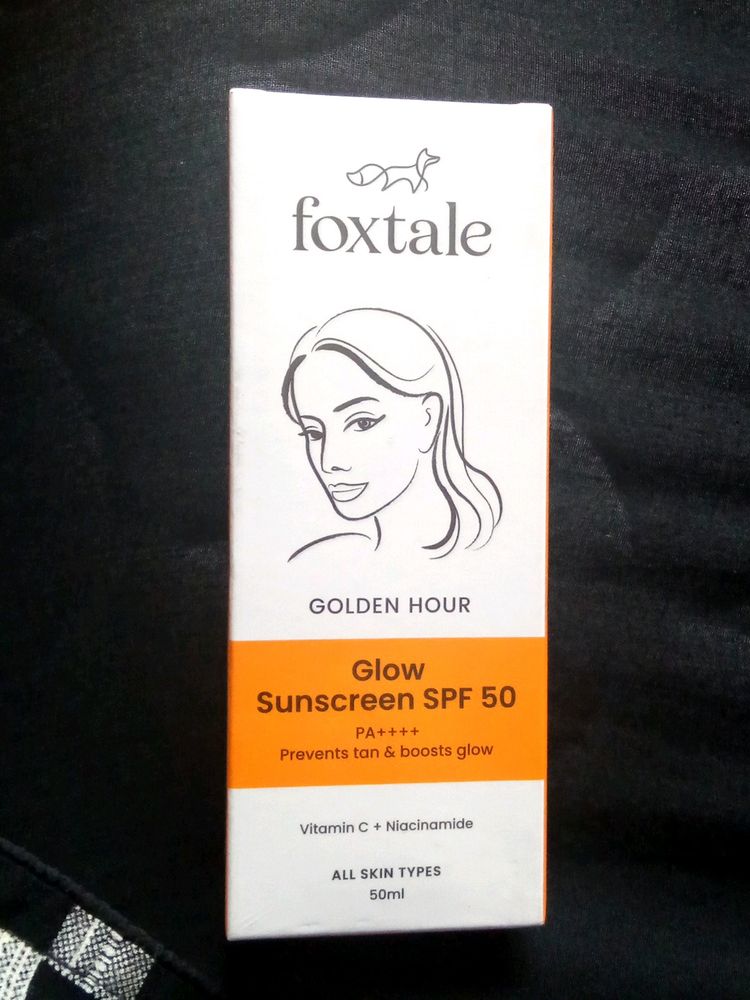 foxtale
GOLDEN HOUR
Glow
Sunscreen SPF 50
PA++++
Prevents tan & boosts glow
Vitamin C + Niacinamide
ALL SKIN TYPES
50ml